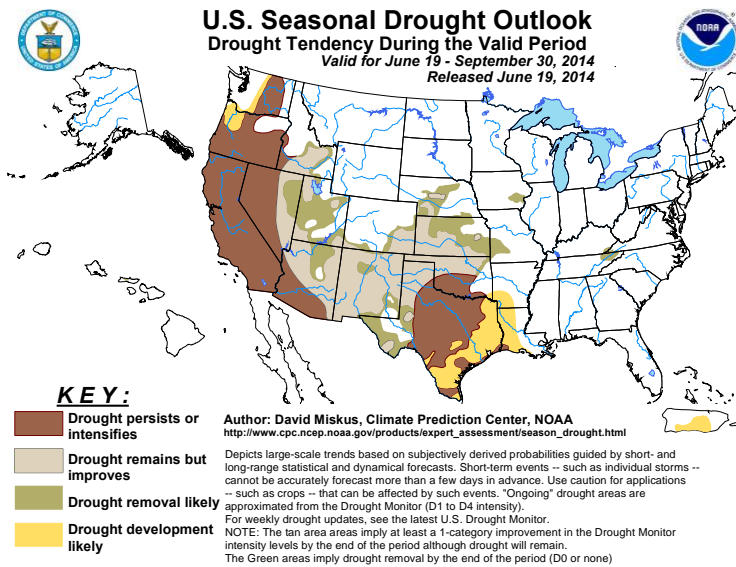 U.S. Seasonal Drought Outlook
Drought Tendency During the Valid Period
Valid for June 19 - September 30, 2014
Released June 19, 2014
NOAA
KEY:
Drought persists or
intensifies
Drought remains but
improves
Drought removal likely
Drought development
likely
Author: David Miskus, Climate Prediction Center, NOAA
http://www.cpc.ncep.noaa.gov/products/expert_assessment/season_drought.html
Depicts large-scale trends based on subjectively derived probabilities guided by short- and
long-range statistical and dynamical forecasts. Short-term events -- such as individual storms --
cannot be accurately forecast more than a few days in advance. Use caution for applications
-- such as crops -- that can be affected by such events. "Ongoing" drought areas are
approximated from the Drought Monitor (D1 to D4 intensity).
For weekly drought updates, see the latest U.S. Drought Monitor.
NOTE: The tan area areas imply at least a 1-category improvement in the Drought Monitor
intensity levels by the end of the period although drought will remain.
The Green areas imply drought removal by the end of the period (D0 or none)